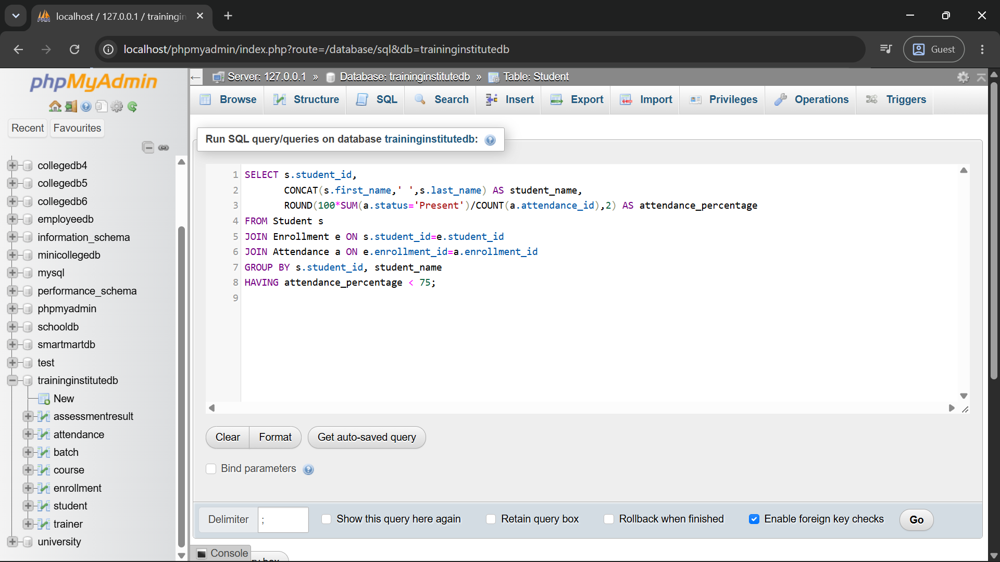 localhost / 127.0.0.1 / trainingin
localhost/phpmyadmin/index.php?route=/database/sql&db=traininginstitutedb
Guest
phpMyAdmin
Recent
Favourites
collegedb4
collegedb5
collegedb6
employeedb
information_schema
minicollegedb
mysql
performance_schema
phpmyadmin
schooldb
smartmartdb
test
traininginstitutedb
New
assessmentresult
attendance
batch
course
enrollment
student
trainer
university
Server: 127.0.0.1 » Database: traininginstitutedb » Table: Student
Browse
Structure
SQL
Search
Insert
Export
Import
Privileges
Operations
Triggers
Run SQL query/queries on database traininginstitutedb:
1 SELECT s.student_id,
2 CONCAT(s.first_name,' ',s.last_name) AS student_name,
3 ROUND(100*SUM(a.status='Present')/COUNT(a.attendance_id),2) AS attendance_percentage
4 FROM Student s
5 JOIN Enrollment e ON s.student_id=e.student_id
6 JOIN Attendance a ON e.enrollment_id=a.enrollment_id
7 GROUP BY s.student_id, student_name
8 HAVING attendance_percentage < 75;
9
Clear
Format
Get auto-saved query
Bind parameters
Delimiter ;
Show this query here again
Retain query box
Rollback when finished
Enable foreign key checks
Go
Console